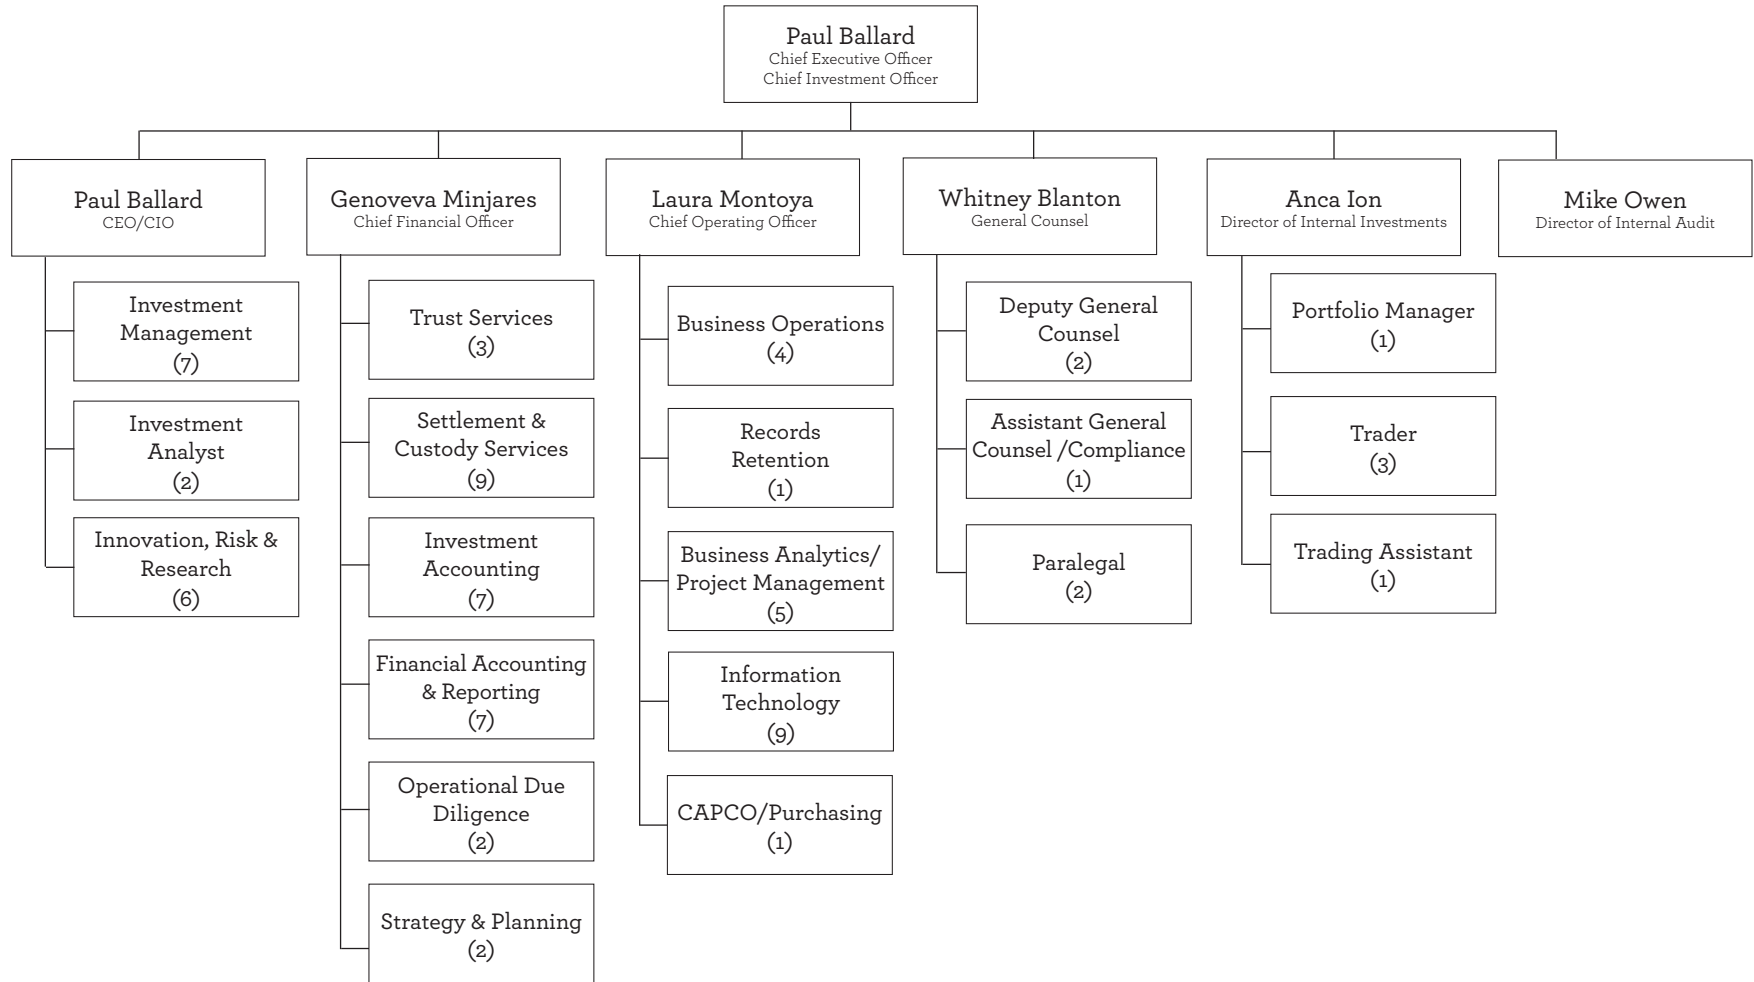 Paul Ballard
Chief Executive Officer
Chief Investment Officer
Paul Ballard
CEO/CIO
Investment
Management
(7)
Investment
Analyst
(2)
Innovation, Risk &
Research
(6)
Genoveva Minjares
Chief Financial Officer
Trust Services
(3)
Settlement &
Custody Services
(9)
Investment
Accounting
(7)
Financial Accounting
& Reporting
(7)
Operational Due
Diligence
(2)
Strategy & Planning
(2)
Laura Montoya
Chief Operating Officer
Business Operations
(4)
Records
Retention
(1)
Business Analytics/
Project Management
(5)
Information
Technology
(9)
CAPCO/Purchasing
(1)
Whitney Blanton
General Counsel
Deputy General
Counsel
(2)
Assistant General
Counsel /Compliance
(1)
Paralegal
(2)
Anca Ion
Director of Internal Investments
Portfolio Manager
(1)
Trader
(3)
Trading Assistant
(1)
Mike Owen
Director of Internal Audit